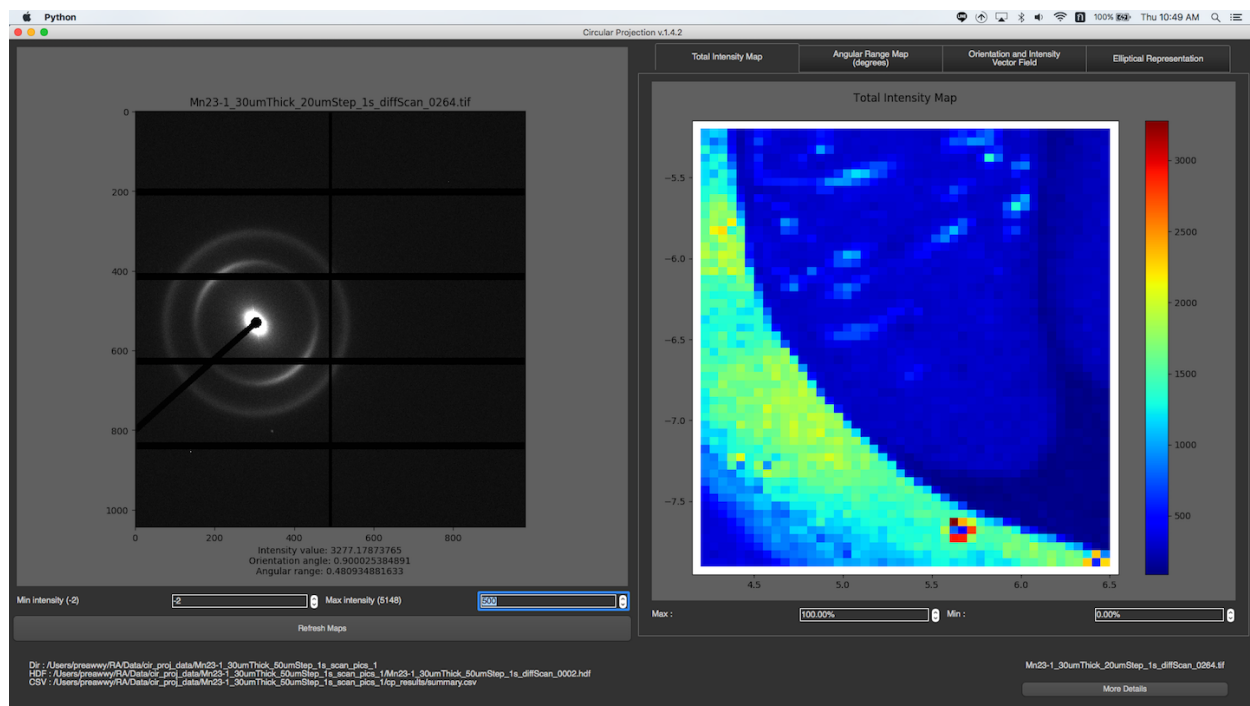 Python
100%
Thu 10:49 AM
Circular Projection v.1.4.2
Mn23-1_30umThick_20umStep_1s_diffScan_0264.tif
0
200
400
600
800
1000
0 200 400 600 800
Intensity value: 3277.17873765
Orientation angle: 0.900025384891
Angular range: 0.480934881633
Min intensity (-2)
-2
Max intensity (5148)
500
Refresh Maps
Total Intensity Map
Angular Range Map
(degrees)
Orientation and Intensity
Vector Field
Elliptical Representation
Total Intensity Map
−5.5
−6.0
−6.5
−7.0
−7.5
4.5 5.0 5.5 6.0 6.5
3000
2500
2000
1500
1000
500
Max :
100.00%
Min :
0.00%
Dir : /Users/preawwy/RA/Data/cir_proj_data/Mn23-1_30umThick_50umStep_1s_scan_pics_1
HDF : /Users/preawwy/RA/Data/cir_proj_data/Mn23-1_30umThick_50umStep_1s_scan_pics_1/Mn23-1_30umThick_50umStep_1s_diffScan_0002.hdf
CSV : /Users/preawwy/RA/Data/cir_proj_data/Mn23-1_30umThick_50umStep_1s_scan_pics_1/cp_results/summary.csv
Mn23-1_30umThick_20umStep_1s_diffScan_0264.tif
More Details